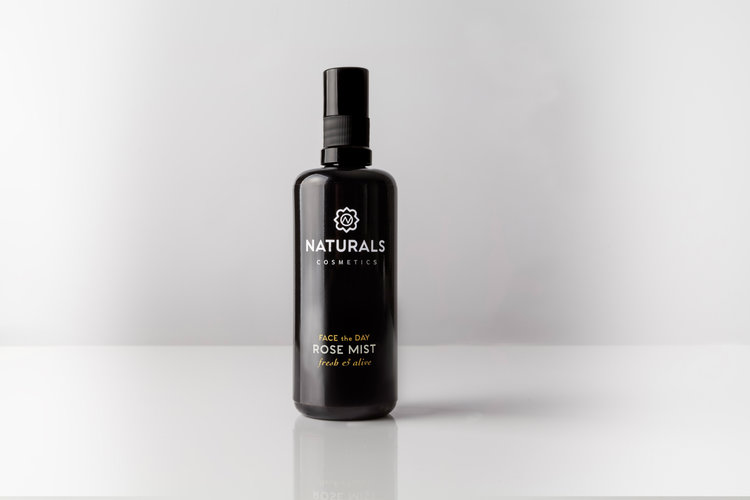 NATURALS
COSMETICS
FACE the DAY
ROSE MIST
fresh & alive